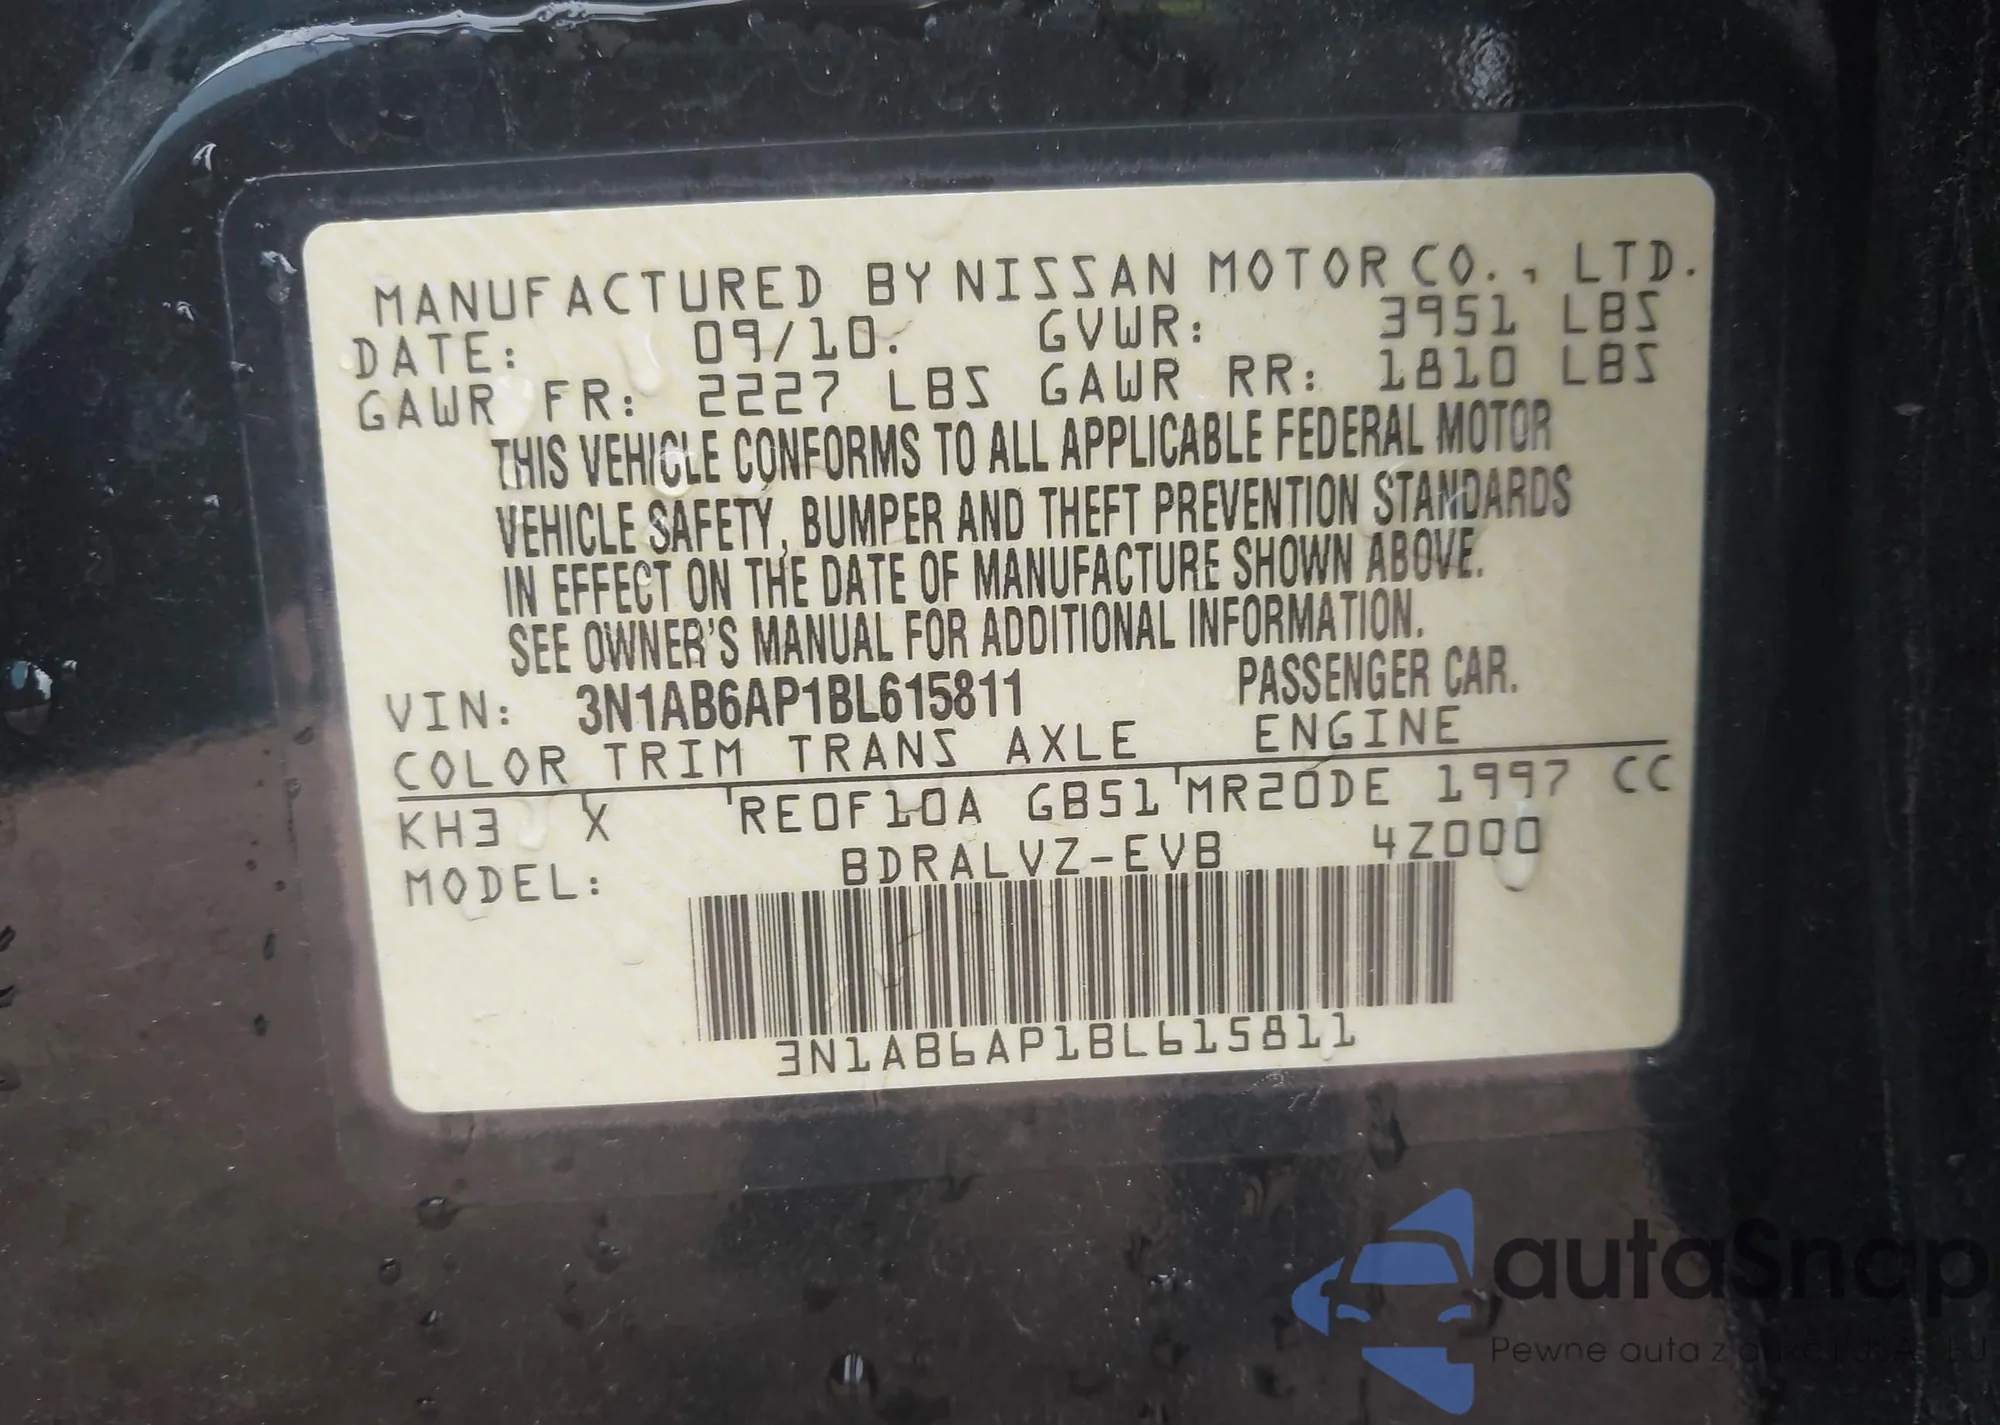 MANUFACTURED BY NISSAN MOTOR CO., LTD.
DATE: 09/10. GVWR: 3951 LBS
GAWR FR: 2227 LBS GAWR RR: 1810 LBS
THIS VEHICLE CONFORMS TO ALL APPLICABLE FEDERAL MOTOR
VEHICLE SAFETY, BUMPER AND THEFT PREVENTION STANDARDS
IN EFFECT ON THE DATE OF MANUFACTURE SHOWN ABOVE.
SEE OWNER'S MANUAL FOR ADDITIONAL INFORMATION.
VIN: 3N1AB6AP1BL615811 PASSENGER CAR.
COLOR TRIM TRANS AXLE ENGINE
KH3 X RE0F10A GB51 MR20DE 1997 CC
MODEL: BDRALVZ-EVB 4Z000
3N1AB6AP1BL615811
autaSnap
Pewne auta z